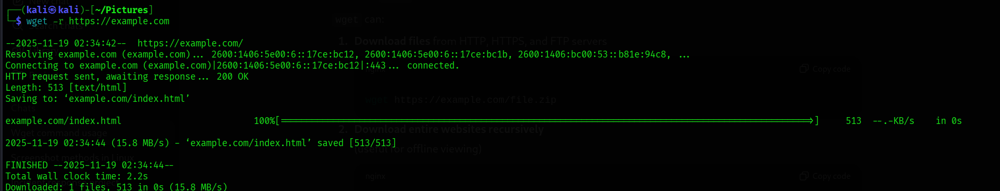 ┌──(kali㉿kali)-[~/Pictures]
└─$ wget -r https://example.com
wget can:
--2025-11-19 02:34:42--  https://example.com/
1. Download files from HTTP, HTTPS, and FTP servers
Resolving example.com (example.com)... 2600:1406:5e00:6::17ce:bc12, 2600:1406:5e00:6::17ce:bc1b, 2600:1406:bc00:53::b81e:94c8, ...
Connecting to example.com (example.com)|2600:1406:5e00:6::17ce:bc12|:443... connected.
Copy code
HTTP request sent, awaiting response... 200 OK
Length: 513 [text/html]
Saving to: ‘example.com/index.html’
wget https://example.com/file.zip
example.com/index.html 100%[===================>] 513 --.-KB/s in 0s
Wget command usage
2. Download entire websites recursively
2025-11-19 02:34:44 (15.8 MB/s) - ‘example.com/index.html’ saved [513/513]
(useful for offline viewing)
Screenshot methods in Linux
FINISHED --2025-11-19 02:34:44--
Total wall clock time: 2.2s
nginx
Copy code
Downloaded: 1 files, 513 in 0s (15.8 MB/s)